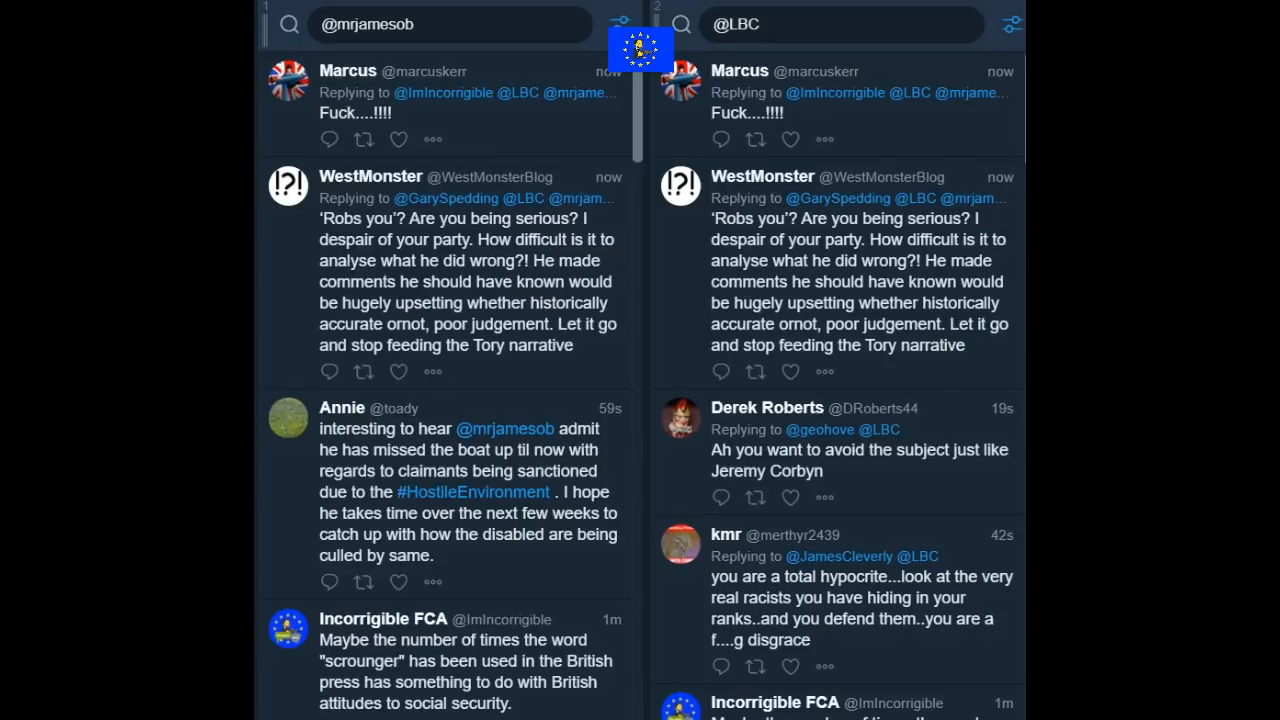 1
@mrjamesob
Marcus @marcuskerr now
Replying to @ImIncorrigible @LBC @mrjame...
Fuck....!!!!
WestMonster @WestMonsterBlog now
Replying to @GarySpedding @LBC @mrjam...
‘Robs you’? Are you being serious? I
despair of your party. How difficult is it to
analyse what he did wrong?! He made
comments he should have known would
be hugely upsetting whether historically
accurate ornot, poor judgement. Let it go
and stop feeding the Tory narrative
Annie @toady 59s
interesting to hear @mrjamesob admit
he has missed the boat up til now with
regards to claimants being sanctioned
due to the #HostileEnvironment . I hope
he takes time over the next few weeks to
catch up with how the disabled are being
culled by same.
Incorrigible FCA @ImIncorrigible 1m
Maybe the number of times the word
"scrounger" has been used in the British
press has something to do with British
attitudes to social security.
2
@LBC
Marcus @marcuskerr now
Replying to @ImIncorrigible @LBC @mrjame...
Fuck....!!!!
WestMonster @WestMonsterBlog now
Replying to @GarySpedding @LBC @mrjam...
‘Robs you’? Are you being serious? I
despair of your party. How difficult is it to
analyse what he did wrong?! He made
comments he should have known would
be hugely upsetting whether historically
accurate ornot, poor judgement. Let it go
and stop feeding the Tory narrative
Derek Roberts @DRoberts44 19s
Replying to @geohove @LBC
Ah you want to avoid the subject just like
Jeremy Corbyn
kmr @merthyr2439 42s
Replying to @JamesCleverly @LBC
you are a total hypocrite...look at the very
real racists you have hiding in your
ranks..and you defend them..you are a
f....g disgrace
Incorrigible FCA @ImIncorrigible 1m